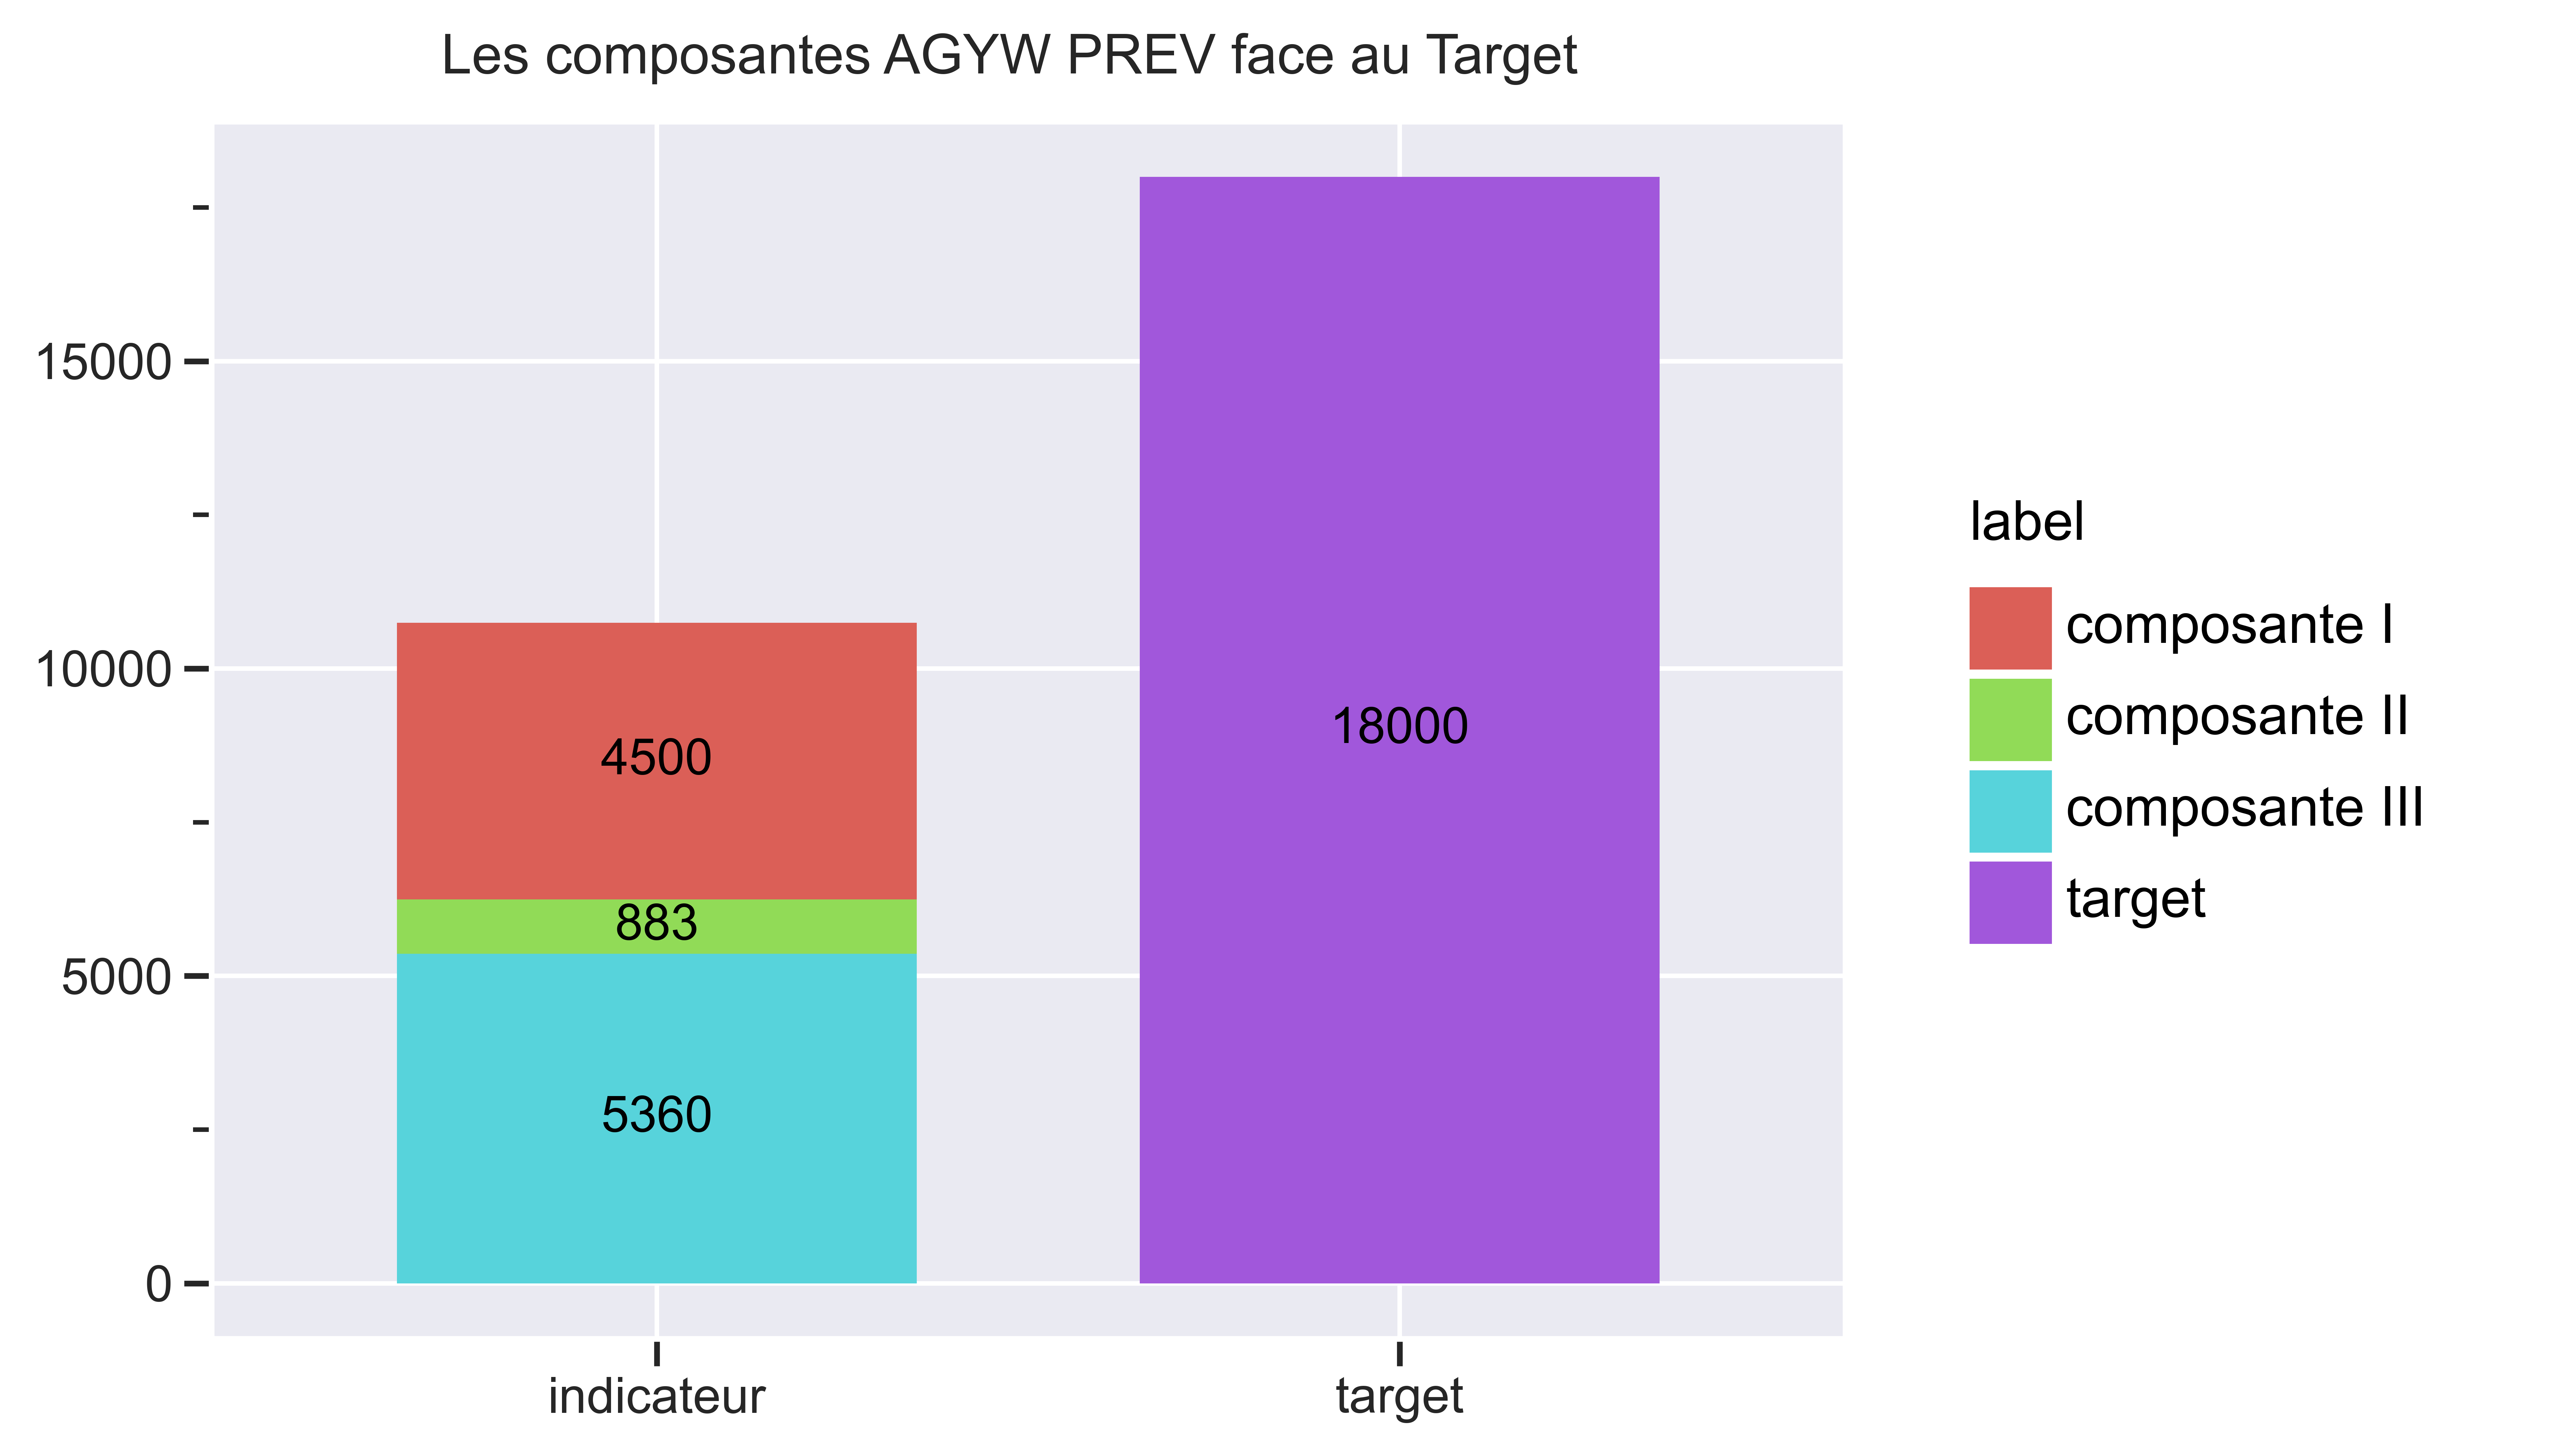 Les composantes AGYW PREV face au Target
15000
10000
5000
0
4500
883
5360
18000
indicateur
target
label
composante I
composante II
composante III
target